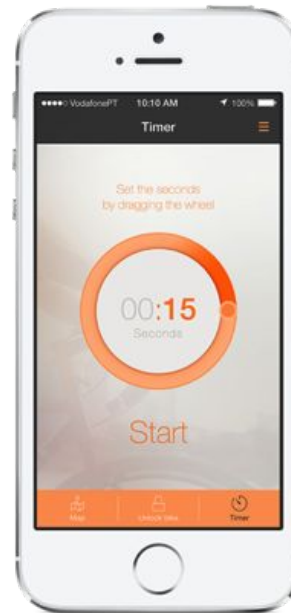 VodafonePT 10:10 AM 100%
Timer
Set the seconds
by dragging the wheel
00:15
Seconds
Start
Map Unlock bike Timer